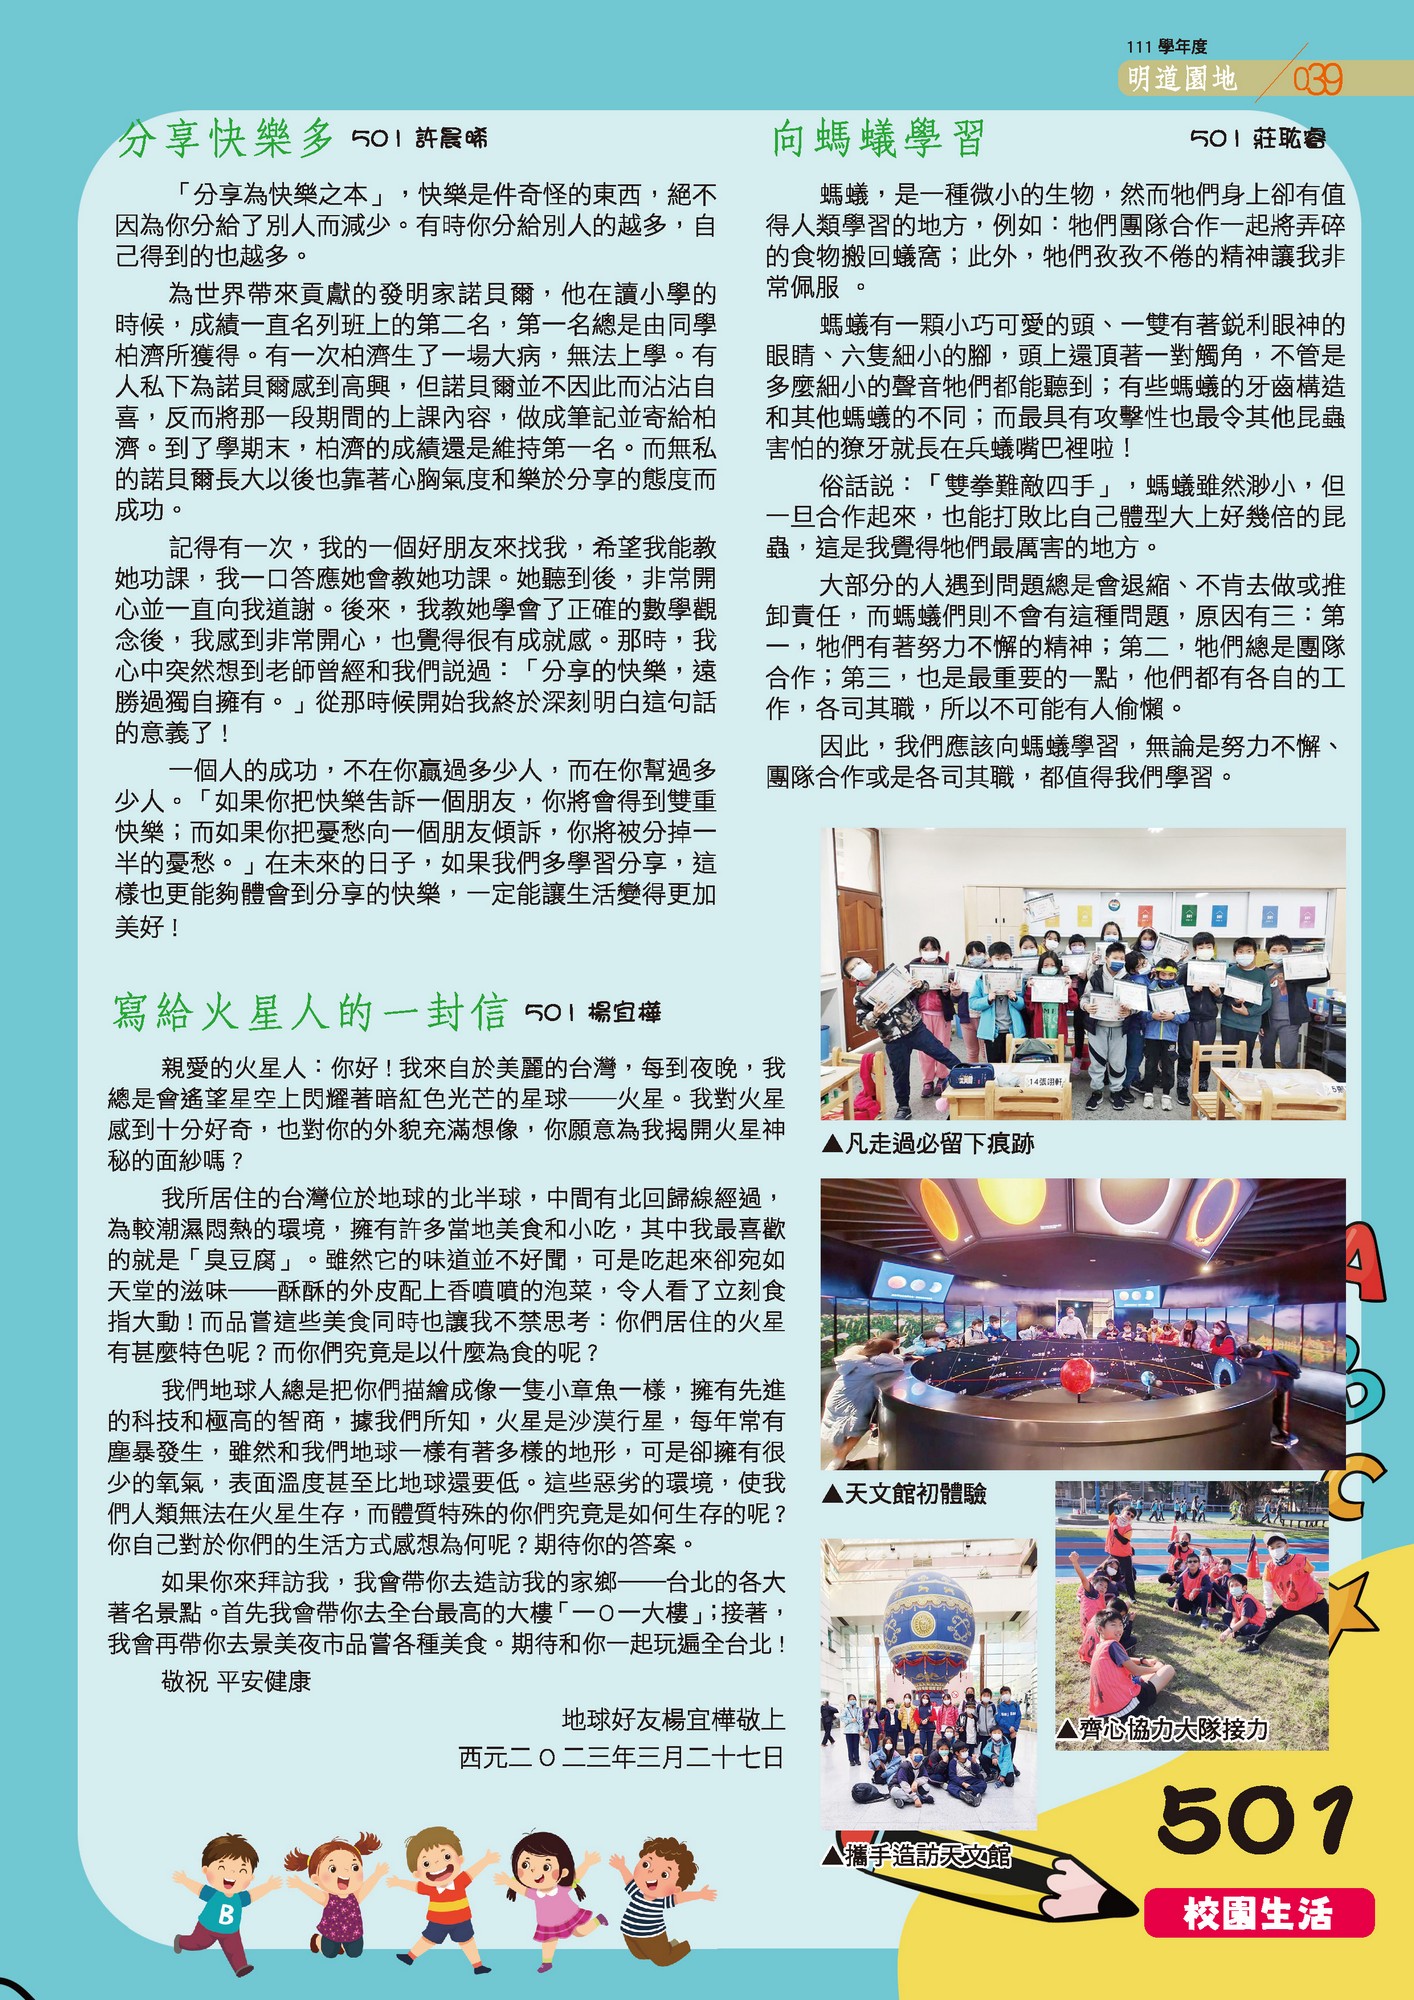 111 學年度
明道園地
039
分享快樂多 501 許晨晞
「分享為快樂之本」，快樂是件奇怪的東西，絕不
因為你分給了別人而減少。有時你分給別人的越多，自
己得到的也越多。
為世界帶來貢獻的發明家諾貝爾，他在讀小學的
時候，成績一直名列班上的第二名，第一名總是由同學
柏濟所獲得。有一次柏濟生了一場大病，無法上學。有
人私下為諾貝爾感到高興，但諾貝爾並不因此而沾沾自
喜，反而將那一段期間的上課內容，做成筆記並寄給柏
濟。到了學期末，柏濟的成績還是維持第一名。而無私
的諾貝爾長大以後也靠著心胸氣度和樂於分享的態度而
成功。
記得有一次，我的一個好朋友來找我，希望我能教
她功課，我一口答應她會教她功課。她聽到後，非常開
心並一直向我道謝。後來，我教她學會了正確的數學觀
念後，我感到非常開心，也覺得很有成就感。那時，我
心中突然想到老師曾經和我們說過：「分享的快樂，遠
勝過獨自擁有。」從那時候開始我終於深刻明白這句話
的意義了！
一個人的成功，不在你贏過多少人，而在你幫過多
少人。「如果你把快樂告訴一個朋友，你將會得到雙重
快樂；而如果你把憂愁向一個朋友傾訴，你將被分掉一
半的憂愁。」在未來的日子，如果我們多學習分享，這
樣也更能夠體會到分享的快樂，一定能讓生活變得更加
美好！
寫給火星人的一封信 501 楊宜樺
親愛的火星人：你好！我來自於美麗的台灣，每到夜晚，我
總是會遙望星空上閃耀著暗紅色光芒的星球——火星。我對火星
感到十分好奇，也對你的外貌充滿想像，你願意為我揭開火星神
秘的面紗嗎？
我所居住的台灣位於地球的北半球，中間有北回歸線經過，
為較潮濕悶熱的環境，擁有許多當地美食和小吃，其中我最喜歡
的就是「臭豆腐」。雖然它的味道並不好聞，可是吃起來卻宛如
天堂的滋味——酥酥的外皮配上香噴噴的泡菜，令人看了立刻食
指大動！而品嘗這些美食同時也讓我不禁思考：你們居住的火星
有甚麼特色呢？而你們究竟是以什麼為食的呢？
我們地球人總是把你們描繪成像一隻小章魚一樣，擁有先進
的科技和極高的智商，據我們所知，火星是沙漠行星，每年常有
塵暴發生，雖然和我們地球一樣有著多樣的地形，可是卻擁有很
少的氧氣，表面溫度甚至比地球還要低。這些惡劣的環境，使我
們人類無法在火星生存，而體質特殊的你們究竟是如何生存的呢？
你自己對於你們的生活方式感想為何呢？期待你的答案。
如果你來拜訪我，我會帶你去造訪我的家鄉——台北的各大
著名景點。首先我會帶你去全台最高的大樓「一０一大樓」；接著，
我會再帶你去景美夜市品嘗各種美食。期待和你一起玩遍全台北！
敬祝 平安健康
地球好友楊宜樺敬上
西元二０二三年三月二十七日
向螞蟻學習 501 莊耾睿
螞蟻，是一種微小的生物，然而牠們身上卻有值
得人類學習的地方，例如：牠們團隊合作一起將弄碎
的食物搬回蟻窩；此外，牠們孜孜不倦的精神讓我非
常佩服 。
螞蟻有一顆小巧可愛的頭、一雙有著銳利眼神的
眼睛、六隻細小的腳，頭上還頂著一對觸角，不管是
多麼細小的聲音牠們都能聽到；有些螞蟻的牙齒構造
和其他螞蟻的不同；而最具有攻擊性也最令其他昆蟲
害怕的獠牙就長在兵蟻嘴巴裡啦！
俗話說：「雙拳難敵四手」，螞蟻雖然渺小，但
一旦合作起來，也能打敗比自己體型大上好幾倍的昆
蟲，這是我覺得牠們最厲害的地方。
大部分的人遇到問題總是會退縮、不肯去做或推
卸責任，而螞蟻們則不會有這種問題，原因有三：第
一，牠們有著努力不懈的精神；第二，牠們總是團隊
合作；第三，也是最重要的一點，他們都有各自的工
作，各司其職，所以不可能有人偷懶。
因此，我們應該向螞蟻學習，無論是努力不懈、
團隊合作或是各司其職，都值得我們學習。
▲凡走過必留下痕跡
▲天文館初體驗
▲齊心協力大隊接力
▲攜手造訪天文館
A
C
B
501
校園生活